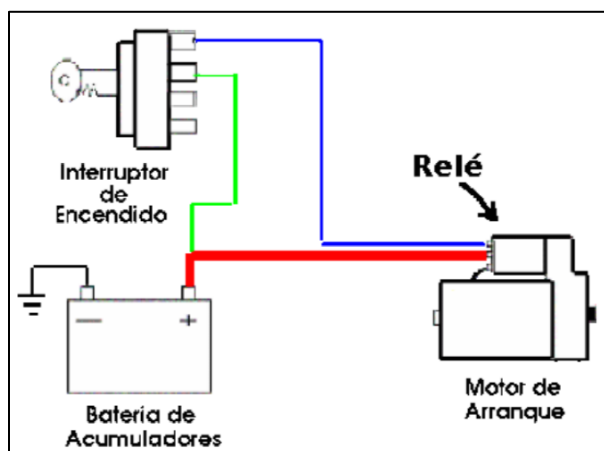 Interruptor
de
Encendido
Relé
Batería de
Acumuladores
Motor de
Arranque